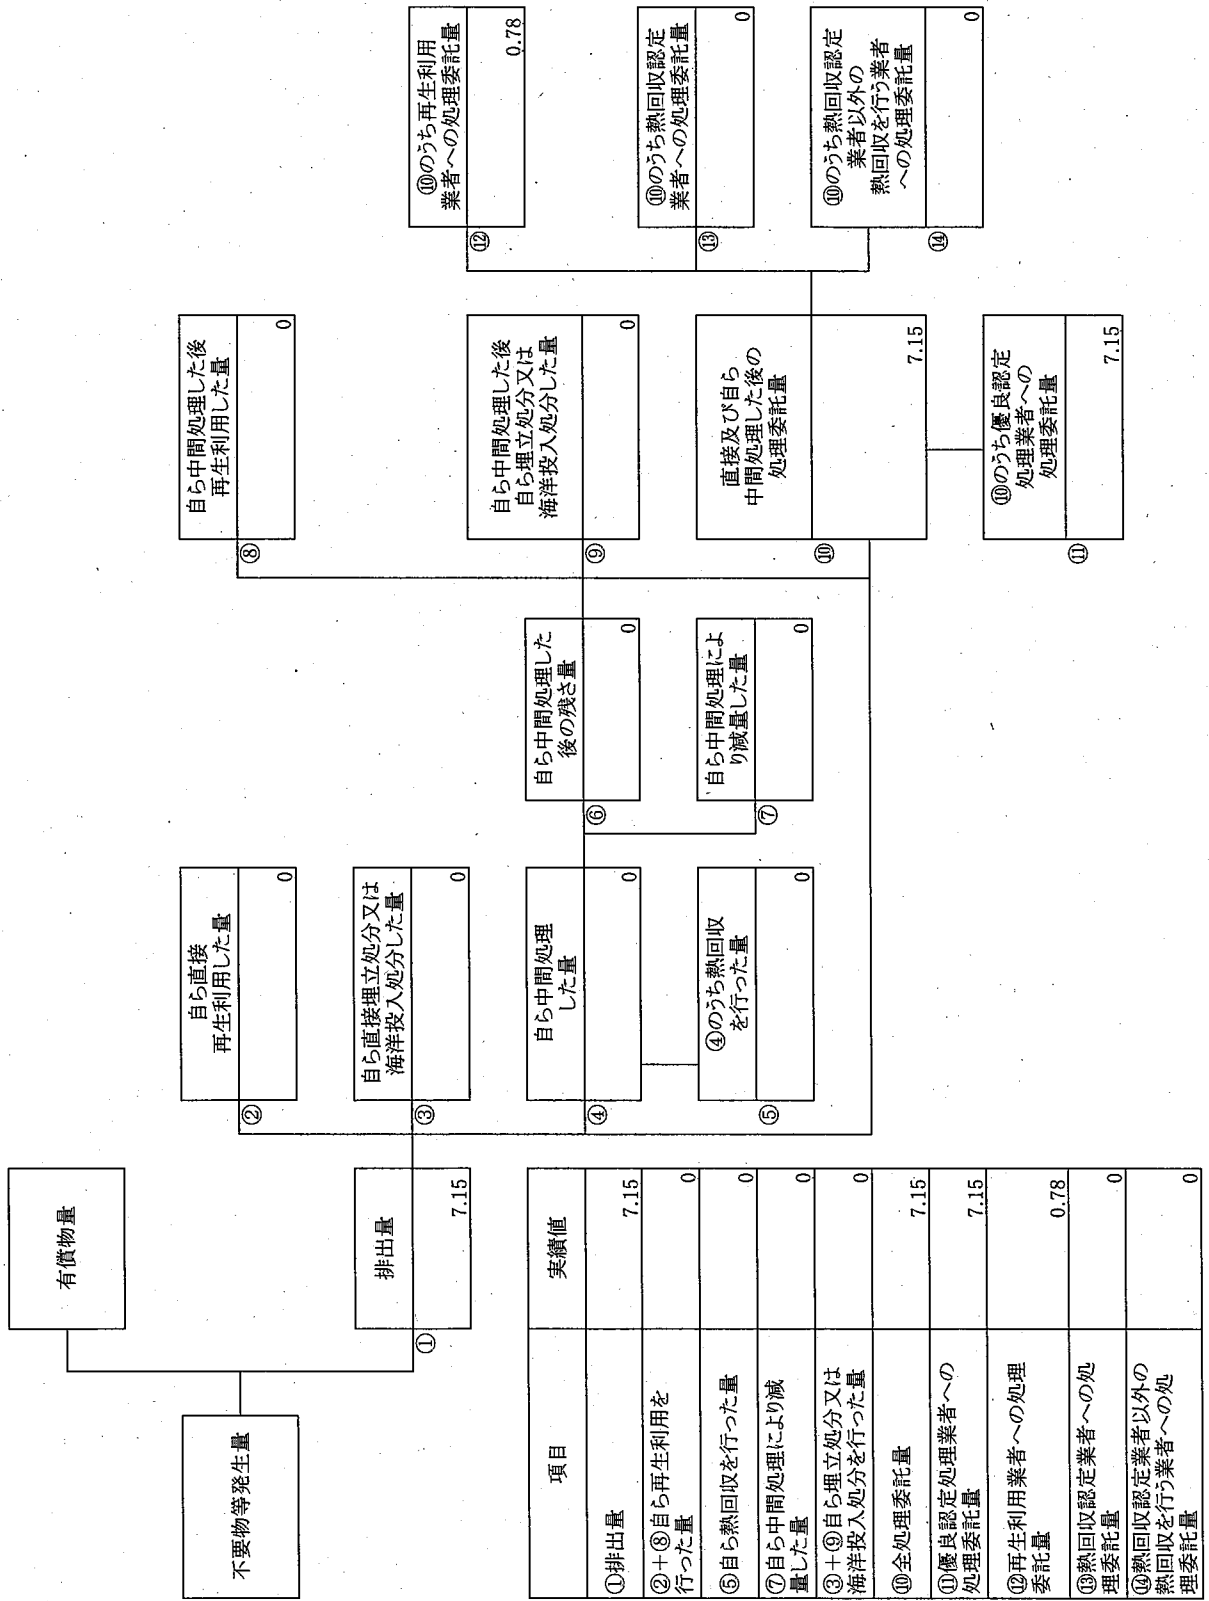 不要物等発生量
有償物量
排出量
①
7.15
自ら直接
再生利用した量
②
0
自ら直接埋立処分又は
海洋投入処分した量
③
0
自ら中間処理
した量
④
0
④のうち熱回収
を行った量
⑤
0
自ら中間処理した
後の残さ量
⑥
0
自ら中間処理によ
り減量した量
⑦
0
自ら中間処理した後
再生利用した量
⑧
0
自ら中間処理した後
自ら埋立処分又は
海洋投入処分した量
⑨
0
直接及び自ら
中間処理した後の
処理委託量
⑩
7.15
⑩のうち優良認定
処理業者への
処理委託量
⑪
7.15
⑩のうち再生利用
業者への処理委託量
⑫
0.78
⑩のうち熱回収認定
業者への処理委託量
⑬
0
⑩のうち熱回収認定
業者以外の
熱回収を行う業者
への処理委託量
⑭
0
項目 実績値
①排出量 7.15
②+⑧自ら再生利用を
行った量 0
⑤自ら熱回収を行った量 0
⑦自ら中間処理により減
量した量 0
③+⑨自ら埋立処分又は
海洋投入処分を行った量 0
⑩全処理委託量 7.15
⑪優良認定処理業者への
処理委託量 7.15
⑫再生利用業者への処理
委託量 0.78
⑬熱回収認定業者への処
理委託量 0
⑭熱回収認定業者以外の
熱回収を行う業者への処
理委託量 0